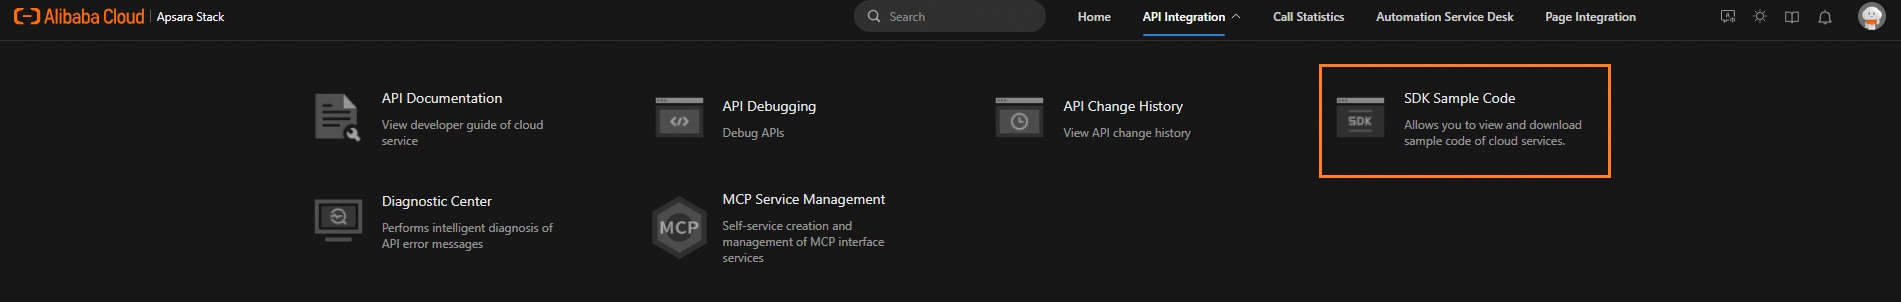 Alibaba Cloud | Apsara Stack
Search
Home
API Integration
Call Statistics
Automation Service Desk
Page Integration
API Documentation
View developer guide of cloud
service
API Debugging
Debug APIs
API Change History
View API change history
SDK
SDK Sample Code
Allows you to view and download
sample code of cloud services.
Diagnostic Center
Performs intelligent diagnosis of
API error messages
MCP
MCP Service Management
Self-service creation and
management of MCP interface
services